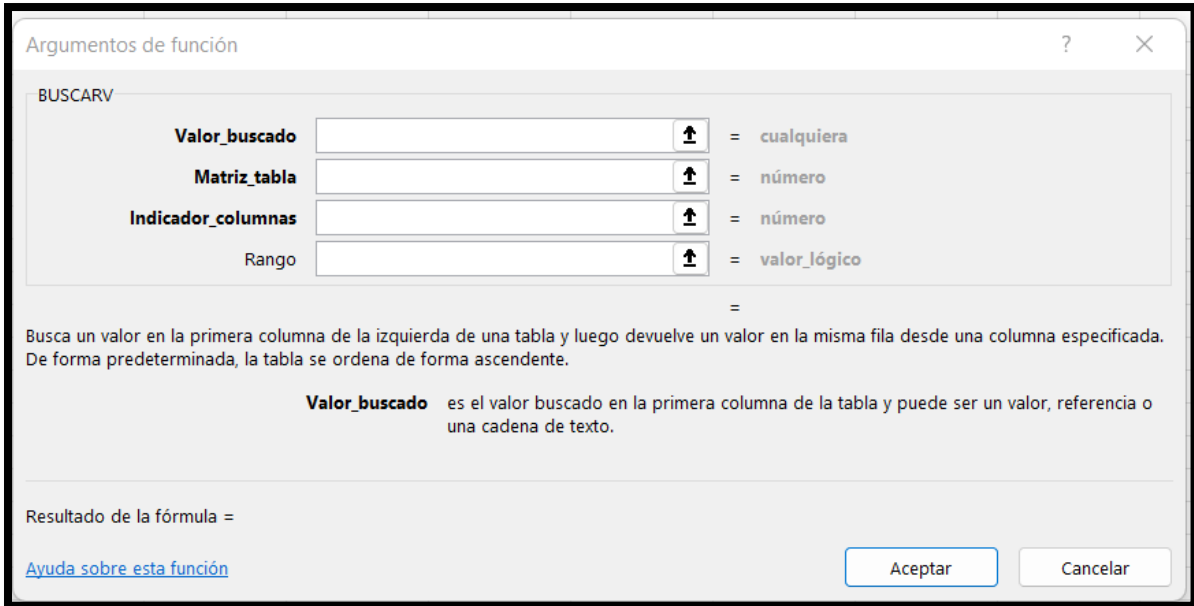 Argumentos de función ?
BUSCARV
Valor_buscado = cualquiera
Matriz_tabla = número
Indicador_columnas = número
Rango = valor_lógico
=
Busca un valor en la primera columna de la izquierda de una tabla y luego devuelve un valor en la misma fila desde una columna especificada.
De forma predeterminada, la tabla se ordena de forma ascendente.
Valor_buscado es el valor buscado en la primera columna de la tabla y puede ser un valor, referencia o
una cadena de texto.
Resultado de la fórmula =
Ayuda sobre esta función Aceptar Cancelar